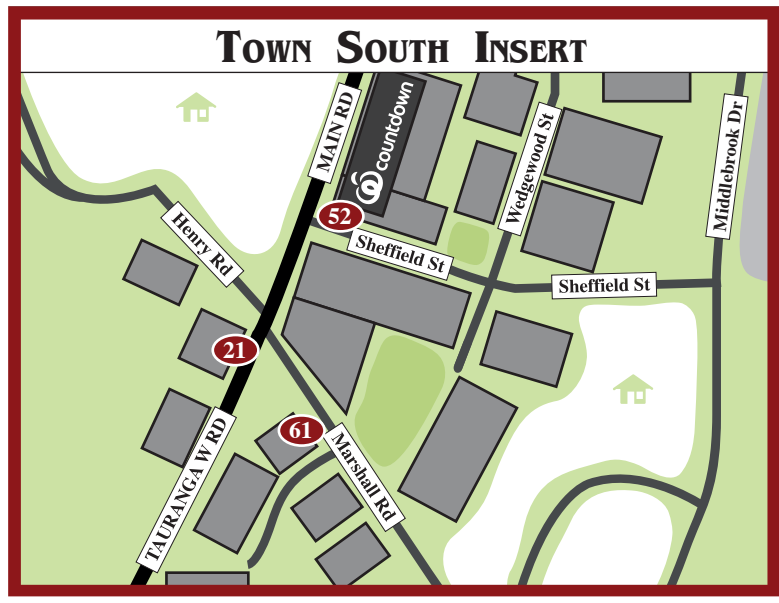 TOWN SOUTH INSERT
MAIN RD
countdown
Wedgewood St
Middlebrook Dr
52
Henry Rd
Sheffield St
Sheffield St
21
61
Marshall Rd
TAURANGA W RD